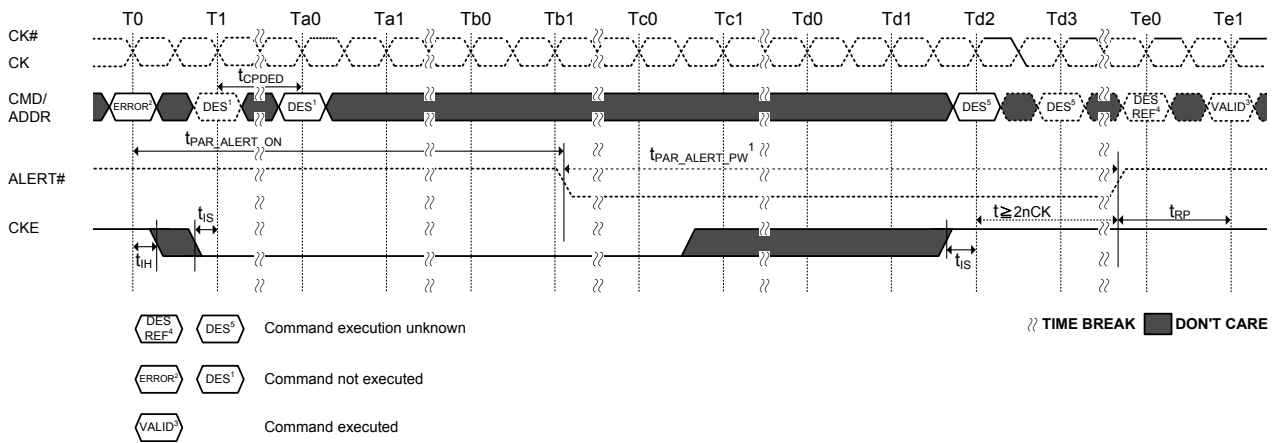 T0 T1 Ta0 Ta1 Tb0 Tb1 Tc0 Tc1 Td0 Td1 Td2 Td3 Te0 Te1
CK#
CK
tCPDED
CMD/
ADDR
ERROR² DES¹ DES¹ DES⁵ DES⁵ DES REF⁴ VALID³
tPAR_ALERT_ON
tPAR_ALERT_PW¹
ALERT#
tIS
t≧2nCK
tRP
CKE
tIH
tIS
DES REF⁴ DES⁵ Command execution unknown
TIME BREAK DON'T CARE
ERROR² DES¹ Command not executed
VALID³ Command executed